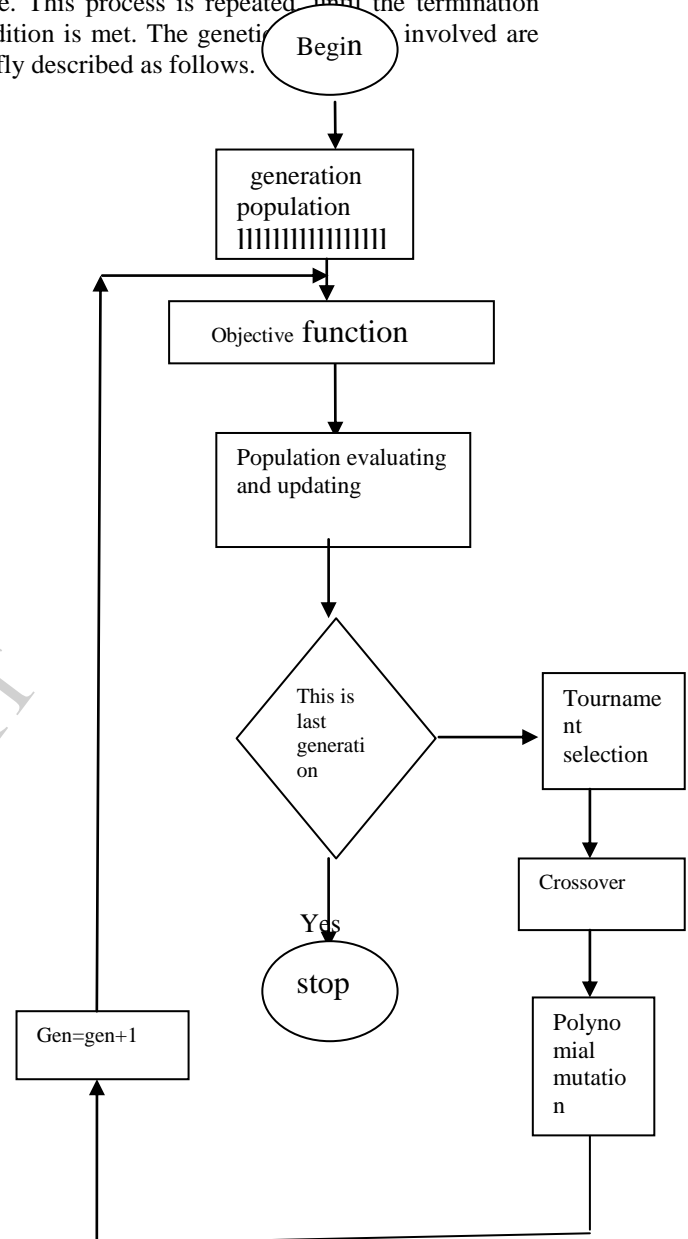 e. This process is repeated until the termination
dition is met. The genetic involved are
fly described as follows.
Begin
generation
population
lllllllllllllllll
Objective function
Population evaluating
and updating
This is
last
generati
on
Tourname
nt
selection
Crossover
Yes
stop
Polyno
mial
mutatio
n
Gen=gen+1